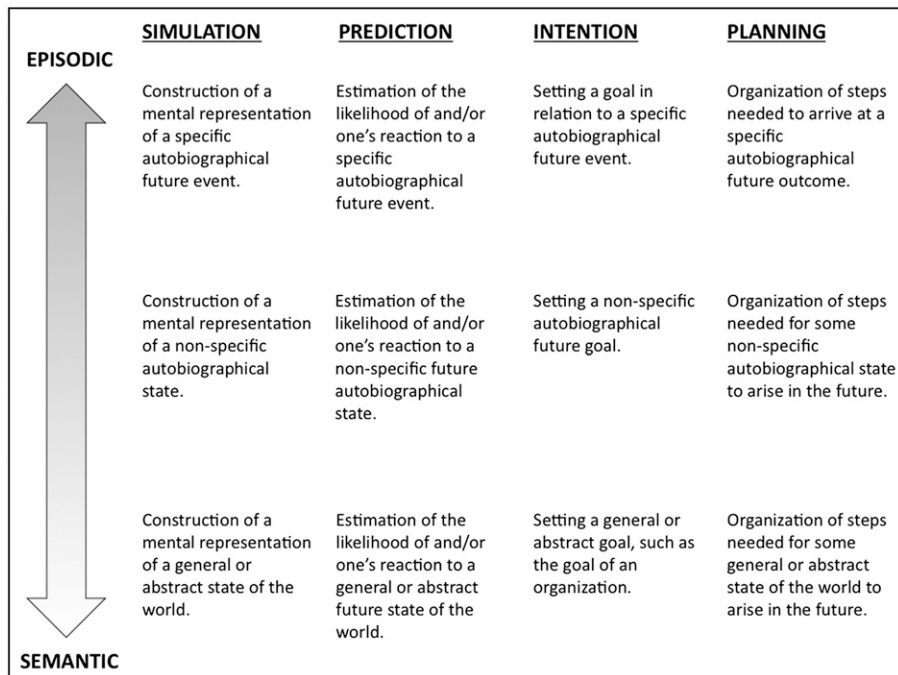 SIMULATION
PREDICTION
INTENTION
PLANNING
EPISODIC
Construction of a
mental representation
of a specific
autobiographical
future event.
Estimation of the
likelihood of and/or
one’s reaction to a
specific
autobiographical
future event.
Setting a goal in
relation to a specific
autobiographical
future event.
Organization of steps
needed to arrive at a
specific
autobiographical
future outcome.
Construction of a
mental representation
of a non-specific
autobiographical
state.
Estimation of the
likelihood of and/or
one’s reaction to a
non-specific future
autobiographical
state.
Setting a non-specific
autobiographical
future goal.
Organization of steps
needed for some
non-specific
autobiographical state
to arise in the future.
Construction of a
mental representation
of a general or
abstract state of the
world.
Estimation of the
likelihood of and/or
one’s reaction to a
general or abstract
future state of the
world.
Setting a general or
abstract goal, such as
the goal of an
organization.
Organization of steps
needed for some
general or abstract
state of the world to
arise in the future.
SEMANTIC